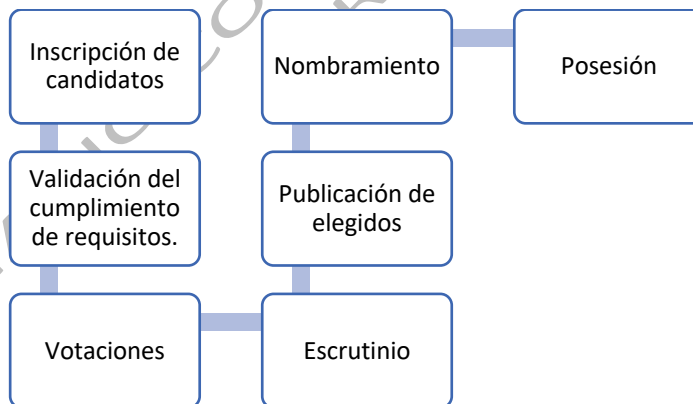 Inscripción de
candidatos
Validación del
cumplimiento
de requisitos.
Votaciones
Escrutinio
Publicación de
elegidos
Nombramiento
Posesión